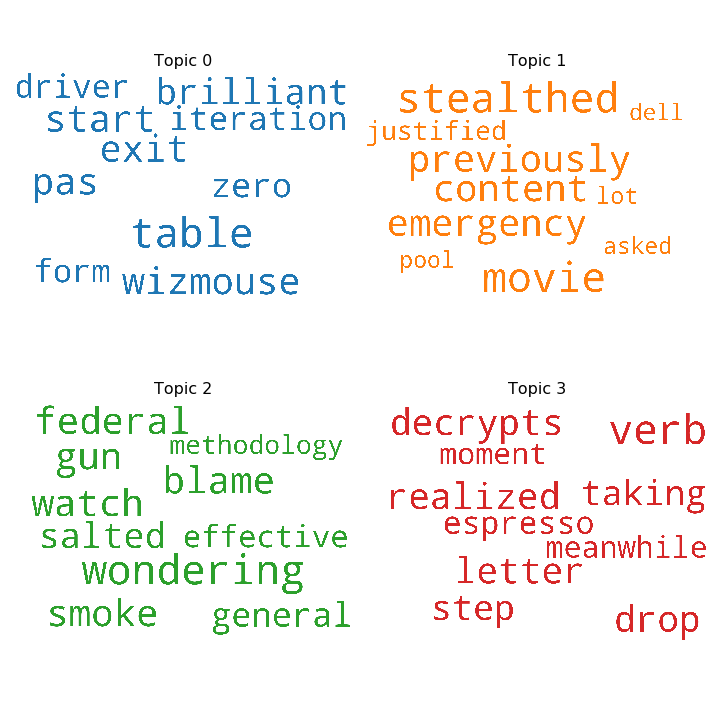 Topic 0
driver brilliant
start iteration
exit
pas zero
table
form wizmouse
Topic 1
stealthed dell
justified
previously
content lot
emergency
asked
pool
movie
Topic 2
federal
methodology
gun
blame
watch
salted effective
wondering
smoke general
Topic 3
decrypts verb
moment
realized taking
espresso
meanwhile
letter
step drop